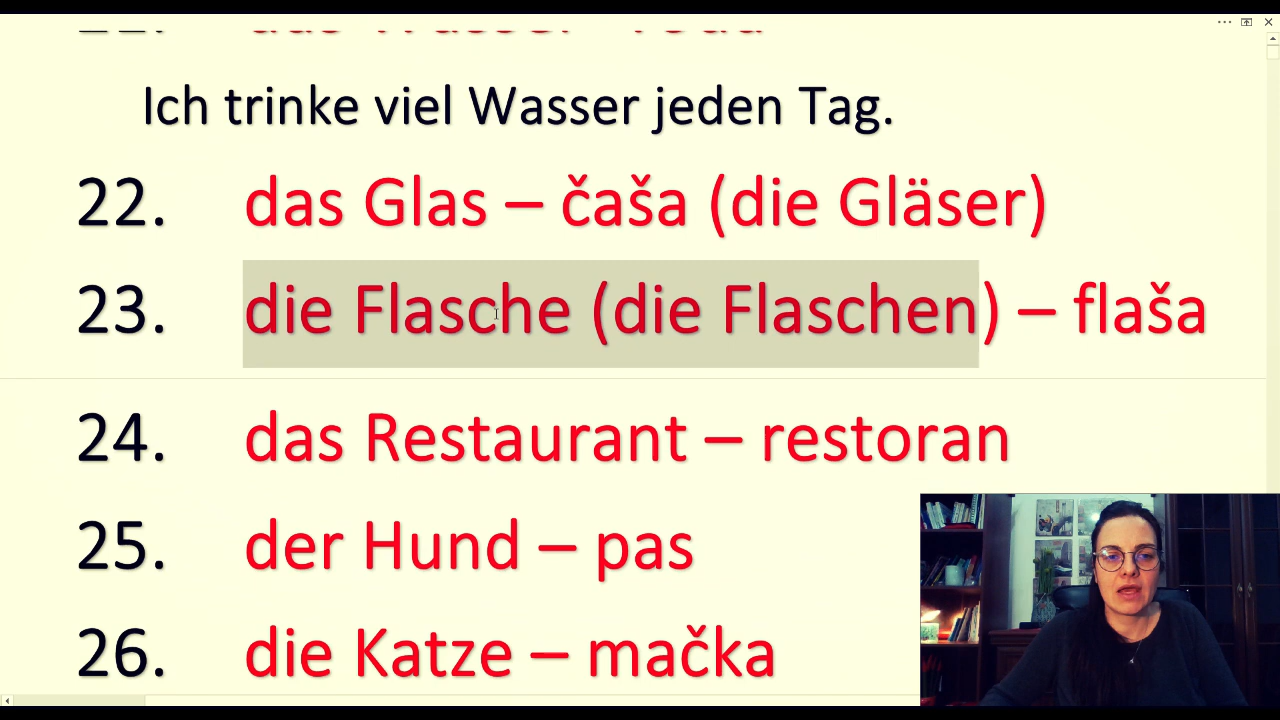 Ich trinke viel Wasser jeden Tag.
22. das Glas – čaša (die Gläser)
23. die Flasche (die Flaschen) – flaša
24. das Restaurant – restoran
25. der Hund – pas
26. die Katze – mačka